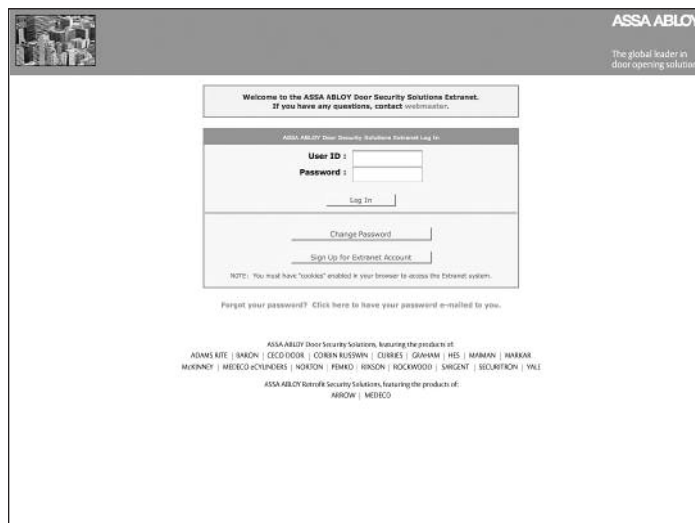 ASSA ABLOY
The global leader in
door opening solution
Welcome to the ASSA ABLOY Door Security Solutions Extranet.
If you have any questions, contact webmaster.
ASSA ABLOY Door Security Solutions Extranet Log In
User ID :
Password :
Log In
Change Password
Sign Up for Extranet Account
NOTE: You must have "cookies" enabled in your browser to access the Extranet system.
Forgot your password? Click here to have your password e-mailed to you.
ASSA ABLOY Door Security Solutions, featuring the products of:
ADAMS RITE | BARON | CECO DOOR | CORBIN RUSSWIN | CURRIES | GRAHAM | HES | MAIMAN | MARKAR
McKINNEY | MEDECO eCYLINDERS | NORTON | PEMKO | RIXSON | ROCKWOOD | SARGENT | SECURITRON | YALE
ASSA ABLOY Retrofit Security Solutions, featuring the products of:
ARROW | MEDECO